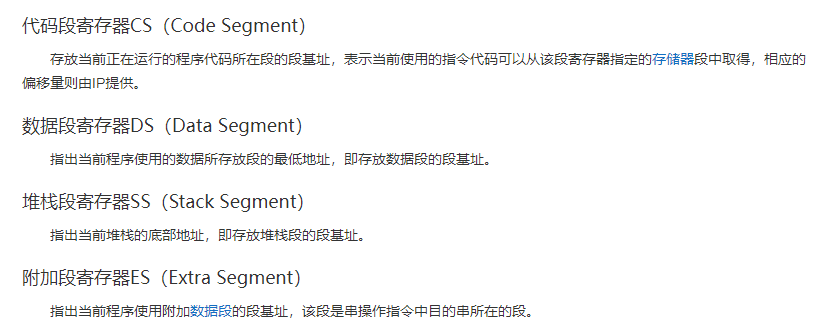 代码段寄存器CS（Code Segment）
存放当前正在运行的程序代码所在段的段基址，表示当前使用的指令代码可以从该段寄存器指定的存储器段中取得，相应的
偏移量则由IP提供。
数据段寄存器DS（Data Segment）
指出当前程序使用的数据所存放段的最低地址，即存放数据段的段基址。
堆栈段寄存器SS（Stack Segment）
指出当前堆栈的底部地址，即存放堆栈段的段基址。
附加段寄存器ES（Extra Segment）
指出当前程序使用附加数据段的段基址，该段是串操作指令中目的串所在的段。